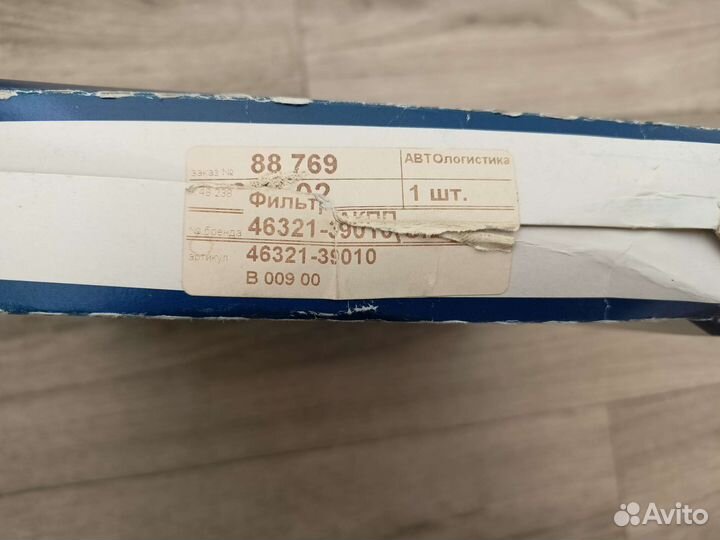 заказ № 88 769 АВТОлогистика
02 1 шт.
Фильтр АКПП
№ бренда 46321-39010
артикул 46321-39010
В 009 00
Avito